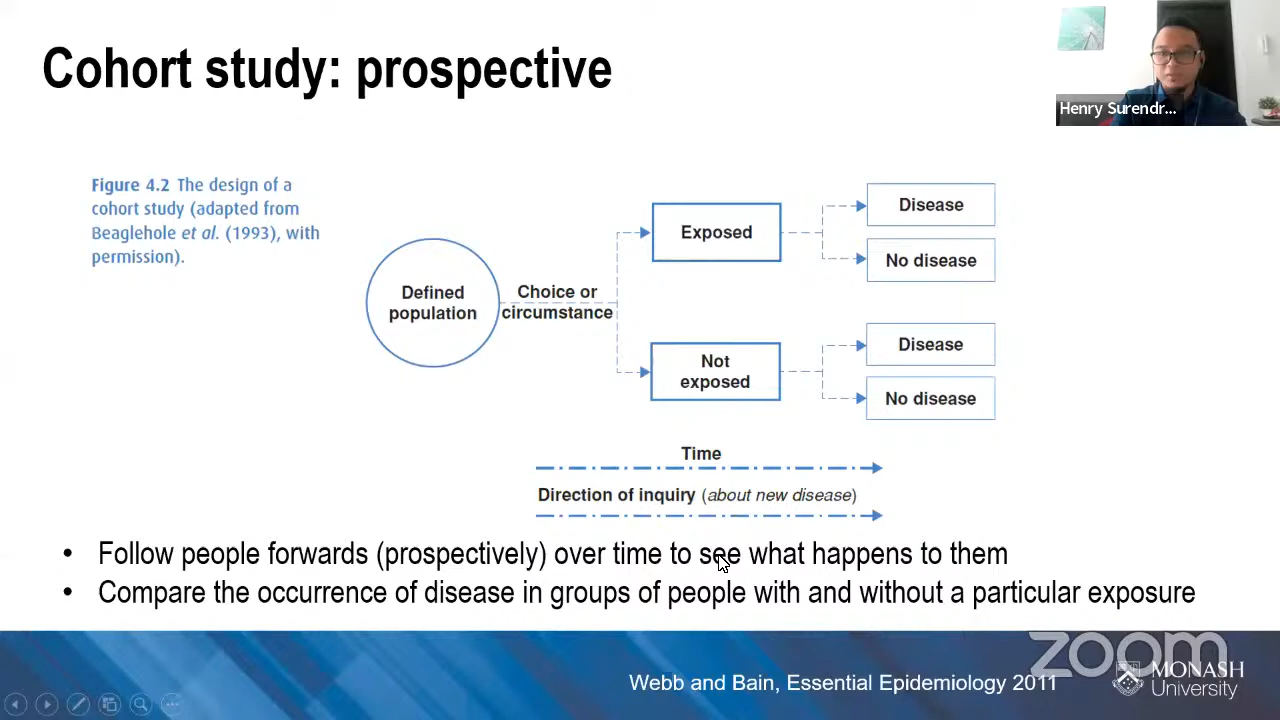 Cohort study: prospective
Henry Surendr...
Figure 4.2 The design of a
cohort study (adapted from
Beaglehole et al. (1993), with
permission).
Defined
population
Choice or
circumstance
Exposed
Not
exposed
Disease
No disease
Disease
No disease
Time
Direction of inquiry (about new disease)
• Follow people forwards (prospectively) over time to see what happens to them
• Compare the occurrence of disease in groups of people with and without a particular exposure
Webb and Bain, Essential Epidemiology 2011
zoom
MONASH
University